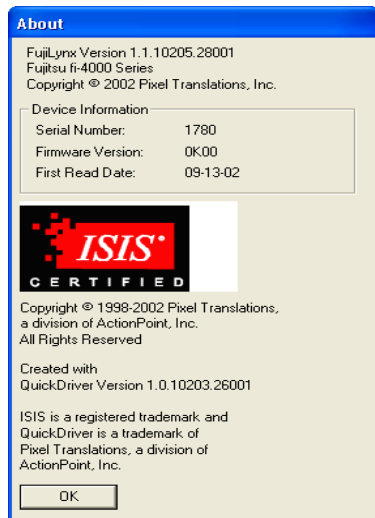 About
FujiLynx Version 1.1.10205.28001
Fujitsu fi-4000 Series
Copyright © 2002 Pixel Translations, Inc.
Device Information
Serial Number: 1780
Firmware Version: 0K00
First Read Date: 09-13-02
ISIS®
CERTIFIED
Copyright © 1998-2002 Pixel Translations,
a division of ActionPoint, Inc.
All Rights Reserved
Created with
QuickDriver Version 1.0.10203.26001
ISIS is a registered trademark and
QuickDriver is a trademark of
Pixel Translations, a division of
ActionPoint, Inc.
OK